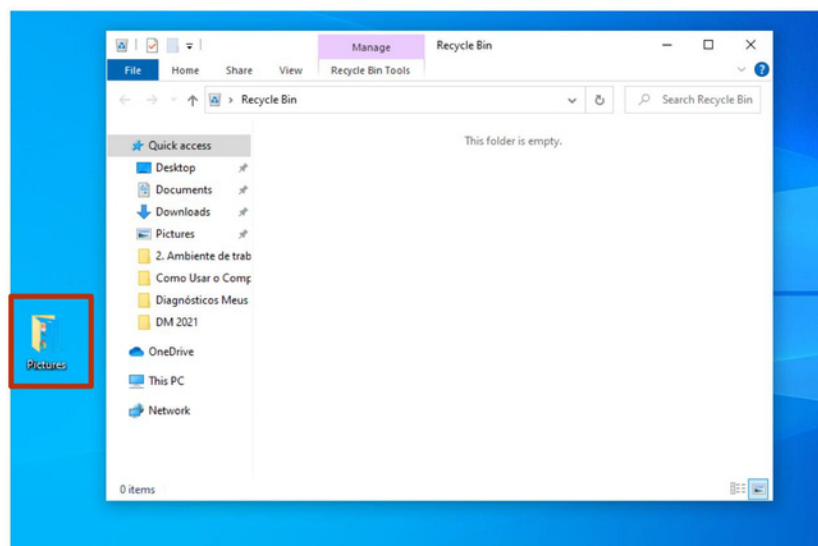 Manage
Recycle Bin
File Home Share View Recycle Bin Tools
Recycle Bin
Search Recycle Bin
This folder is empty.
Quick access
Desktop
Documents
Downloads
Pictures
2. Ambiente de trab
Como Usar o Comp
Diagnósticos Meus
DM 2021
OneDrive
This PC
Network
0 items
Pictures